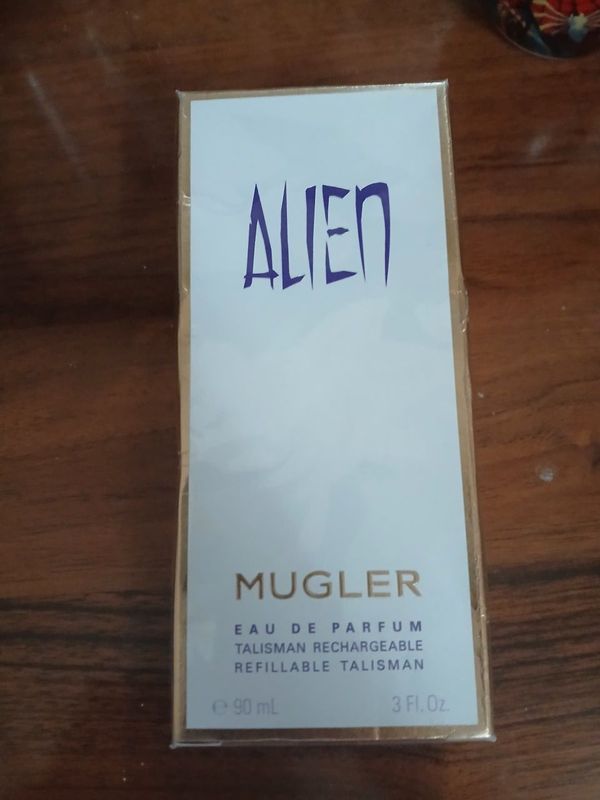 ALIEN
MUGLER
EAU DE PARFUM
TALISMAN RECHARGEABLE
REFILLABLE TALISMAN
℮ 90 mL 3 Fl. Oz.